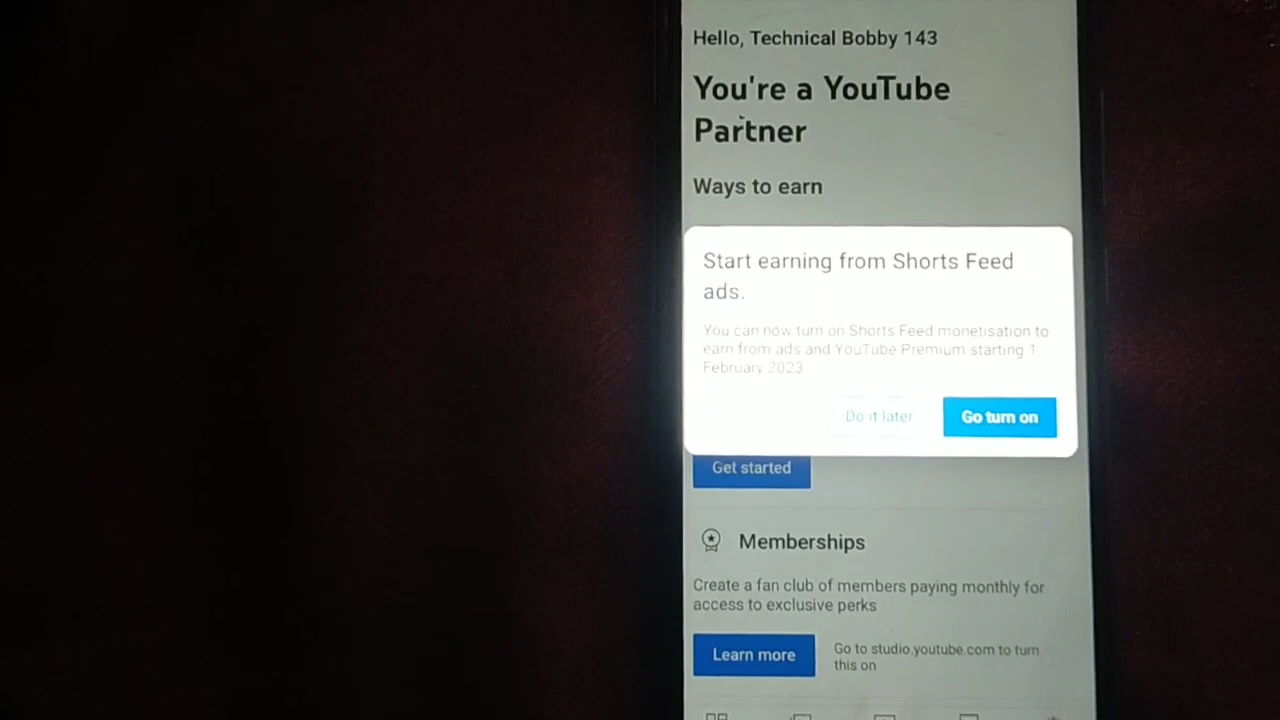 Hello, Technical Bobby 143
You're a YouTube
Partner
Ways to earn
Start earning from Shorts Feed
ads.
You can now turn on Shorts Feed monetisation to
earn from ads and YouTube Premium starting 1
February 2023
Do it later
Go turn on
Get started
Memberships
Create a fan club of members paying monthly for
access to exclusive perks
Learn more
Go to studio.youtube.com to turn
this on